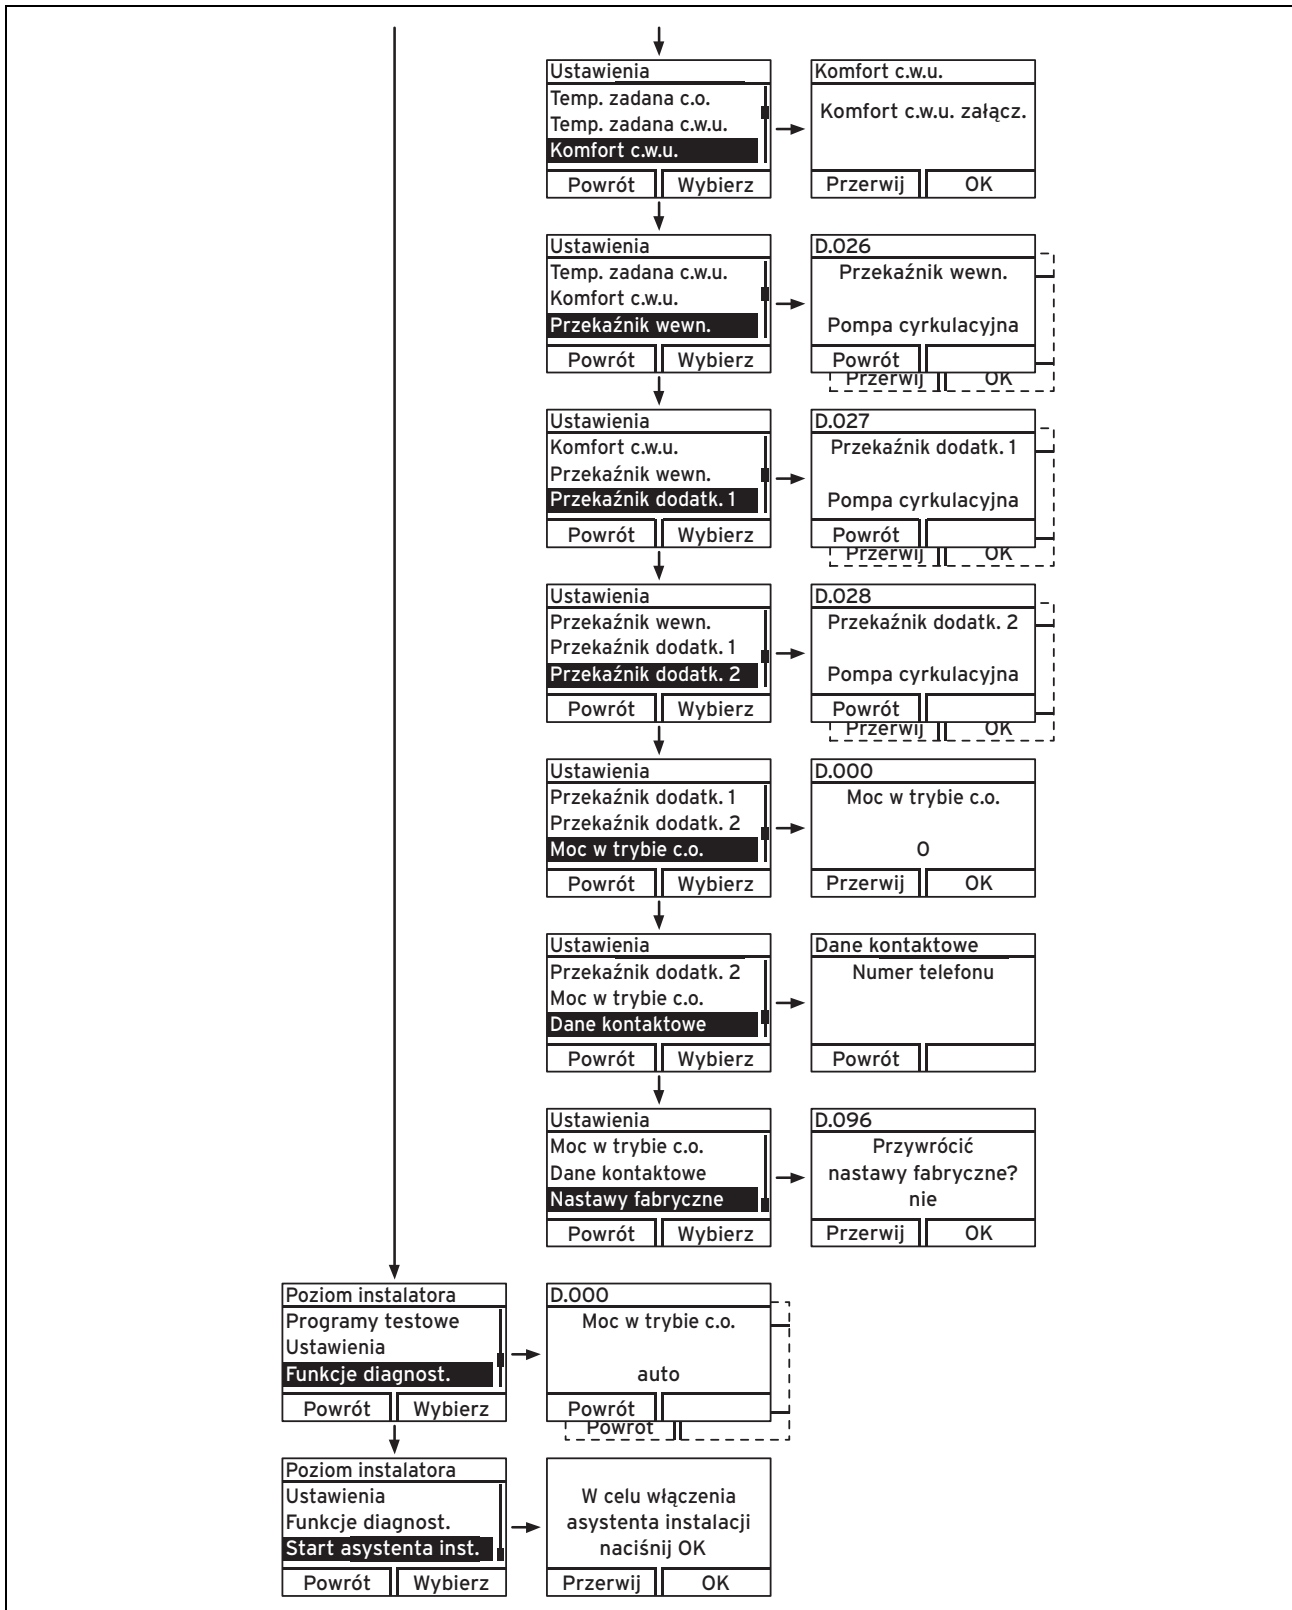 Ustawienia
Temp. zadana c.o.
Temp. zadana c.w.u.
Komfort c.w.u.
Powrót Wybierz
Komfort c.w.u.
Komfort c.w.u. załącz.
Przerwij OK
Ustawienia
Temp. zadana c.w.u.
Komfort c.w.u.
Przekaźnik wewn.
Powrót Wybierz
D.026
Przekaźnik wewn.
Pompa cyrkulacyjna
Powrót
Przerwij OK
Ustawienia
Komfort c.w.u.
Przekaźnik wewn.
Przekaźnik dodatk. 1
Powrót Wybierz
D.027
Przekaźnik dodatk. 1
Pompa cyrkulacyjna
Powrót
Przerwij OK
Ustawienia
Przekaźnik wewn.
Przekaźnik dodatk. 1
Przekaźnik dodatk. 2
Powrót Wybierz
D.028
Przekaźnik dodatk. 2
Pompa cyrkulacyjna
Powrót
Przerwij OK
Ustawienia
Przekaźnik dodatk. 1
Przekaźnik dodatk. 2
Moc w trybie c.o.
Powrót Wybierz
D.000
Moc w trybie c.o.
0
Przerwij OK
Ustawienia
Przekaźnik dodatk. 2
Moc w trybie c.o.
Dane kontaktowe
Powrót Wybierz
Dane kontaktowe
Numer telefonu
Powrót
Ustawienia
Moc w trybie c.o.
Dane kontaktowe
Nastawy fabryczne
Powrót Wybierz
D.096
Przywrócić
nastawy fabryczne?
nie
Przerwij OK
Poziom instalatora
Programy testowe
Ustawienia
Funkcje diagnost.
Powrót Wybierz
D.000
Moc w trybie c.o.
auto
Powrót
Powrót
Poziom instalatora
Ustawienia
Funkcje diagnost.
Start asystenta inst.
Powrót Wybierz
W celu włączenia
asystenta instalacji
naciśnij OK
Przerwij OK